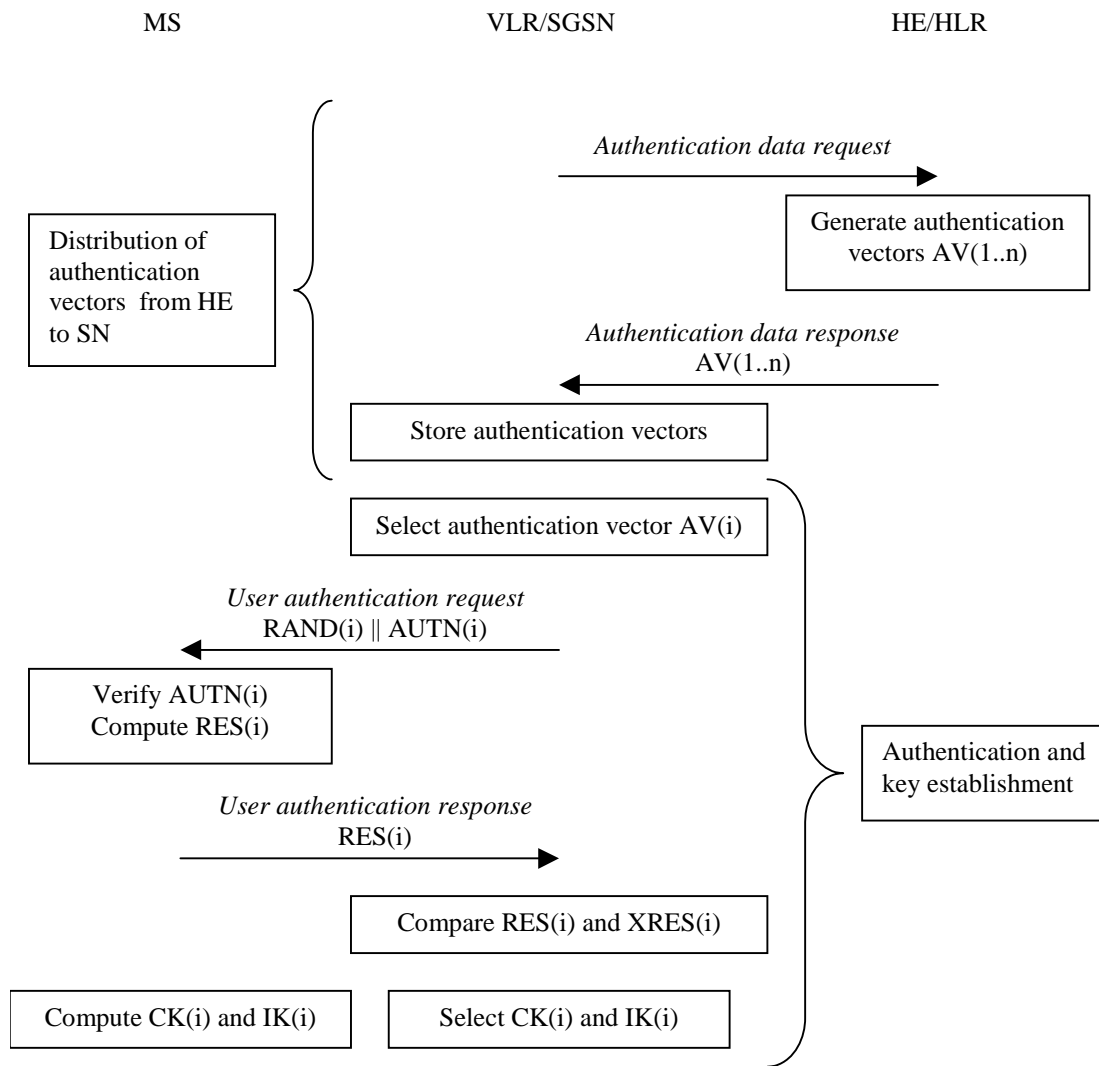 MS
VLR/SGSN
HE/HLR
Authentication data request
Generate authentication
vectors AV(1..n)
Distribution of
authentication
vectors from HE
to SN
Authentication data response
AV(1..n)
Store authentication vectors
Select authentication vector AV(i)
User authentication request
RAND(i) || AUTN(i)
Verify AUTN(i)
Compute RES(i)
Authentication and
key establishment
User authentication response
RES(i)
Compare RES(i) and XRES(i)
Compute CK(i) and IK(i)
Select CK(i) and IK(i)